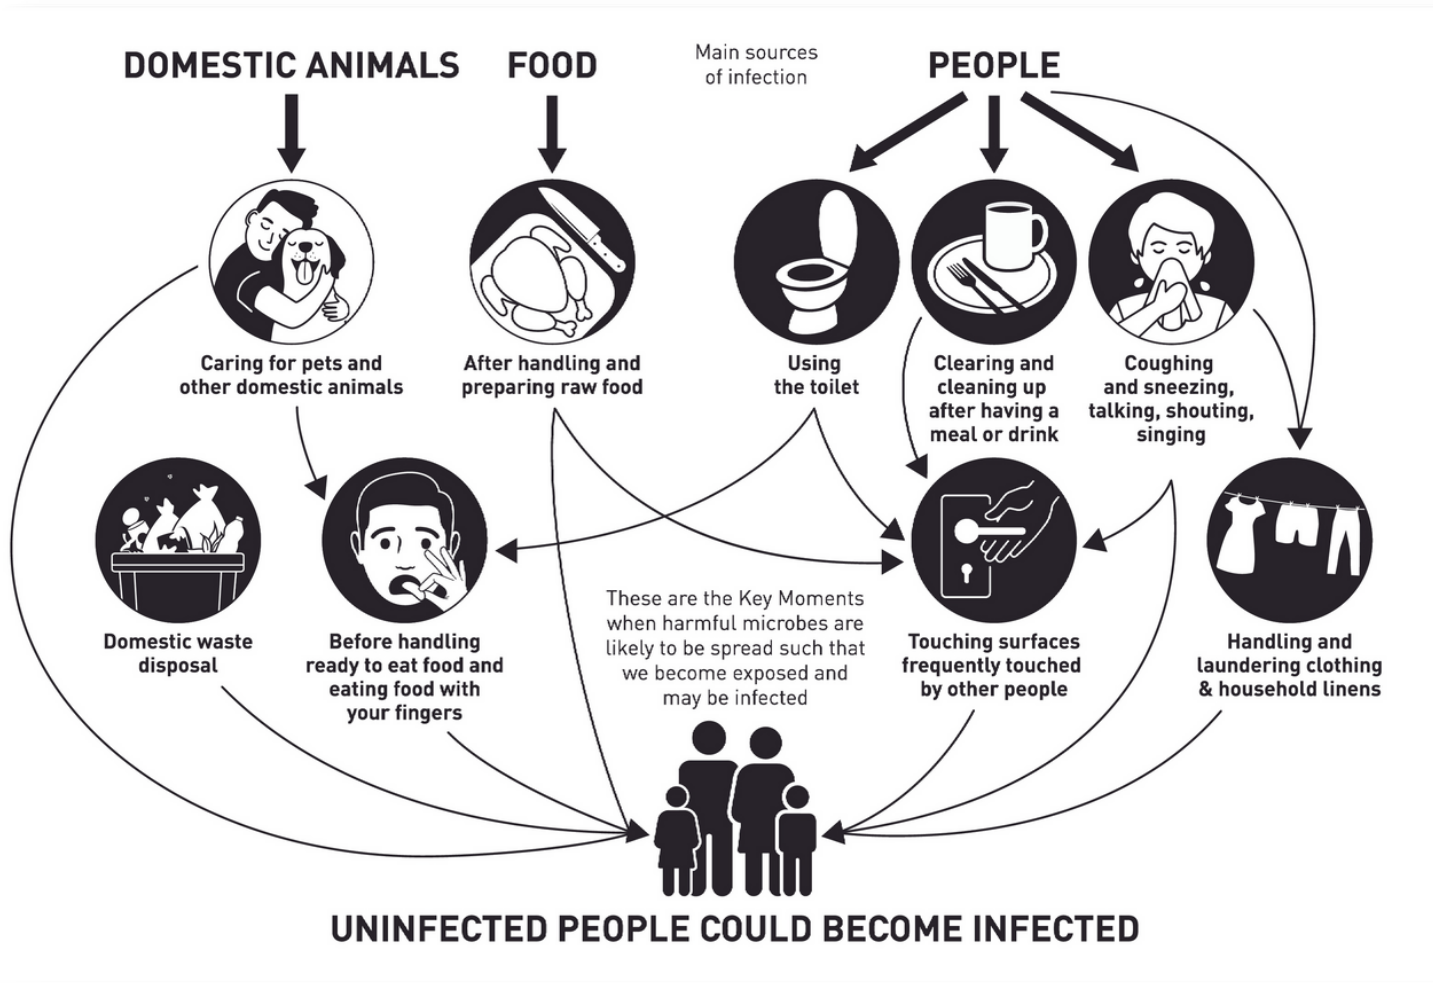 DOMESTIC ANIMALS
FOOD
Main sources
of infection
PEOPLE
Caring for pets and
other domestic animals
After handling and
preparing raw food
Using
the toilet
Clearing and
cleaning up
after having a
meal or drink
Coughing
and sneezing,
talking, shouting,
singing
Domestic waste
disposal
Before handling
ready to eat food and
eating food with
your fingers
These are the Key Moments
when harmful microbes are
likely to be spread such that
we become exposed and
may be infected
Touching surfaces
frequently touched
by other people
Handling and
laundering clothing
& household linens
UNINFECTED PEOPLE COULD BECOME INFECTED